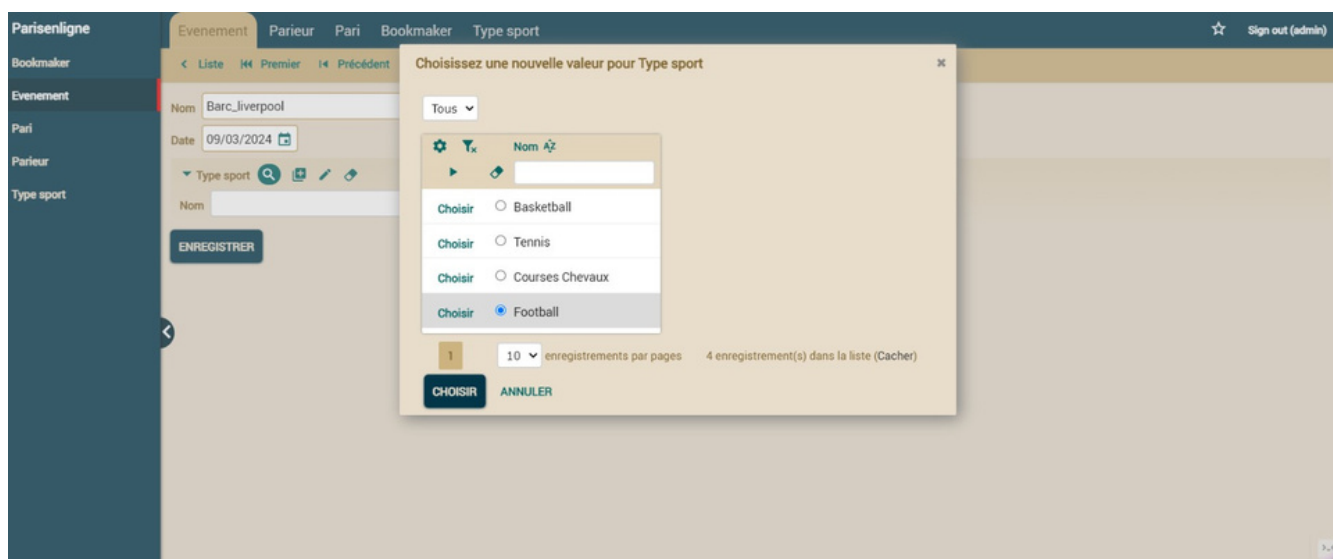 Parisenligne
Bookmaker
Evenement
Pari
Parieur
Type sport
Evenement Parieur Pari Bookmaker Type sport
Sign out (admin)
Liste Premier Précédent
Nom Barc_liverpool
Date 09/03/2024
Type sport
Nom
ENREGISTRER
Choisissez une nouvelle valeur pour Type sport
Tous
Nom
Choisir Basketball
Choisir Tennis
Choisir Courses Chevaux
Choisir Football
1 10 enregistrements par pages 4 enregistrement(s) dans la liste (Cacher)
CHOISIR ANNULER